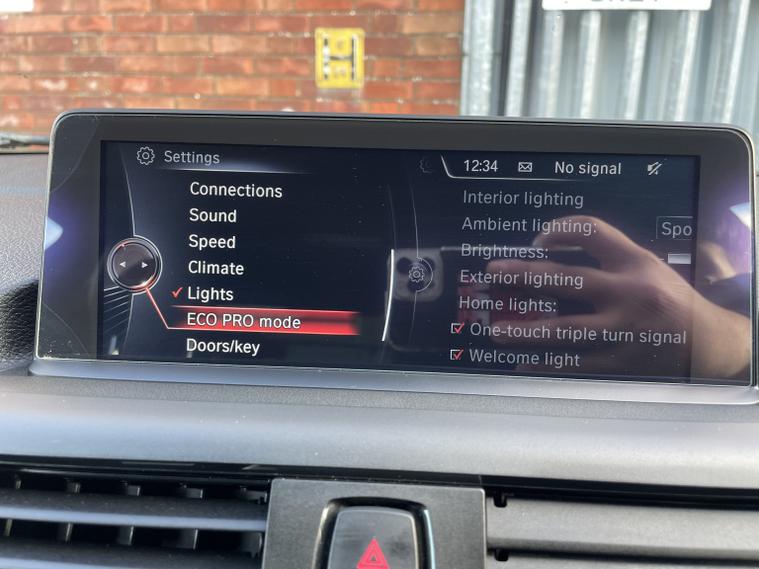 Settings
12:34 No signal
Connections
Sound
Speed
Climate
Lights
ECO PRO mode
Doors/key
Interior lighting
Ambient lighting: Spo
Brightness:
Exterior lighting
Home lights:
One-touch triple turn signal
Welcome light